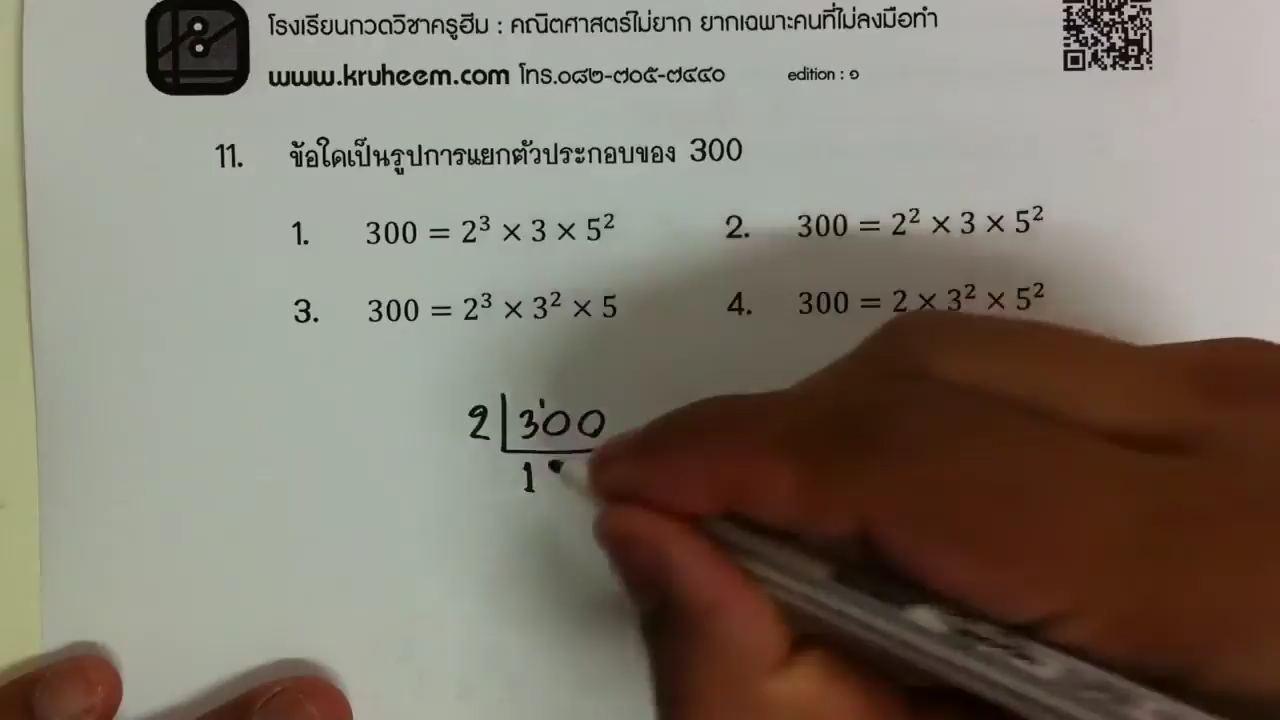 โรงเรียนกวดวิชาครูฮีม : คณิตศาสตร์ไม่ยาก ยากเฉพาะคนที่ไม่ลงมือทำ
www.kruheem.com โทร.๐๘๒-๗๐๕-๗๔๔๐ edition : ๑
11. ข้อใดเป็นรูปการแยกตัวประกอบของ 300
1. 300 = 2³ × 3 × 5² 2. 300 = 2² × 3 × 5²
3. 300 = 2³ × 3² × 5 4. 300 = 2 × 3² × 5²
2 300
1